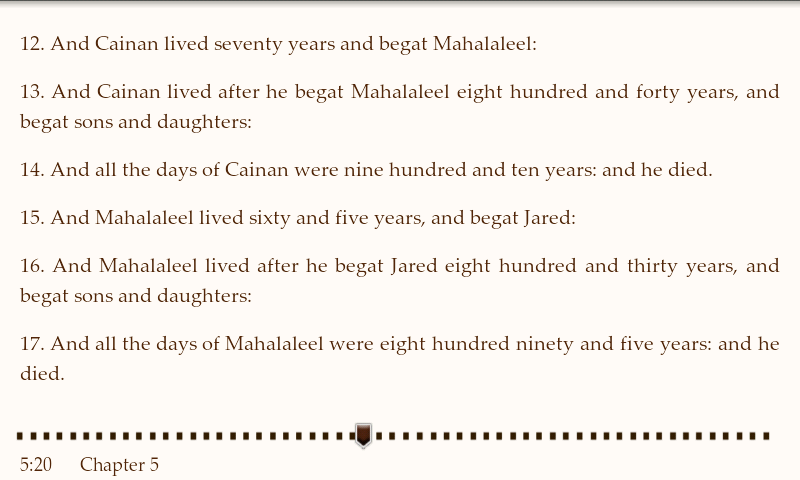 12. And Cainan lived seventy years and begat Mahalaleel:
13. And Cainan lived after he begat Mahalaleel eight hundred and forty years, and
begat sons and daughters:
14. And all the days of Cainan were nine hundred and ten years: and he died.
15. And Mahalaleel lived sixty and five years, and begat Jared:
16. And Mahalaleel lived after he begat Jared eight hundred and thirty years, and
begat sons and daughters:
17. And all the days of Mahalaleel were eight hundred ninety and five years: and he
died.
5:20 Chapter 5